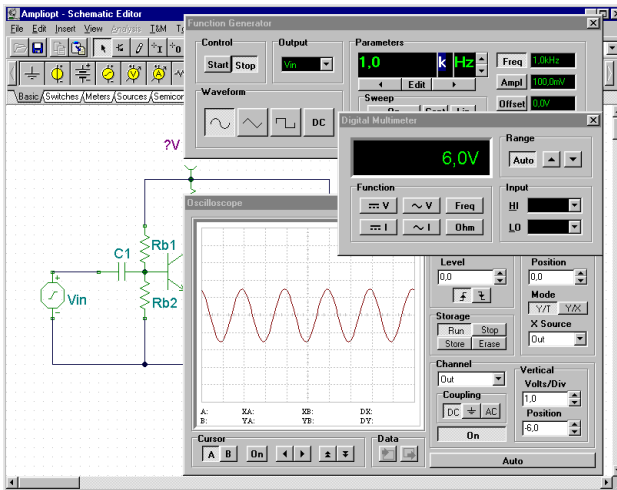 Ampliopt - Schematic Editor
File Edit Insert View Analysis T&M
Basic Switches Meters Sources Semicon
?V
Rb1
C1
Vin
Rb2
Function Generator
Control
Start Stop
Output
Vin
Parameters
1,0 k Hz
Edit
Sweep
Freq 1,0kHz
Ampl 100,0mV
Offset 0,0V
Waveform
DC
Digital Multimeter
6,0V
Range
Auto
Function
V V Freq
I I Ohm
Input
HI
LO
Oscilloscope
A: XA: XB: DX:
B: YA: YB: DY:
Cursor
A B On
Data
Level
0,0
Position
0,0
Mode
Y/T Y/X
X Source
Out
Storage
Run Stop
Store Erase
Channel
Out
Coupling
DC AC
On
Vertical
Volts/Div
1,0
Position
-6,0
Auto